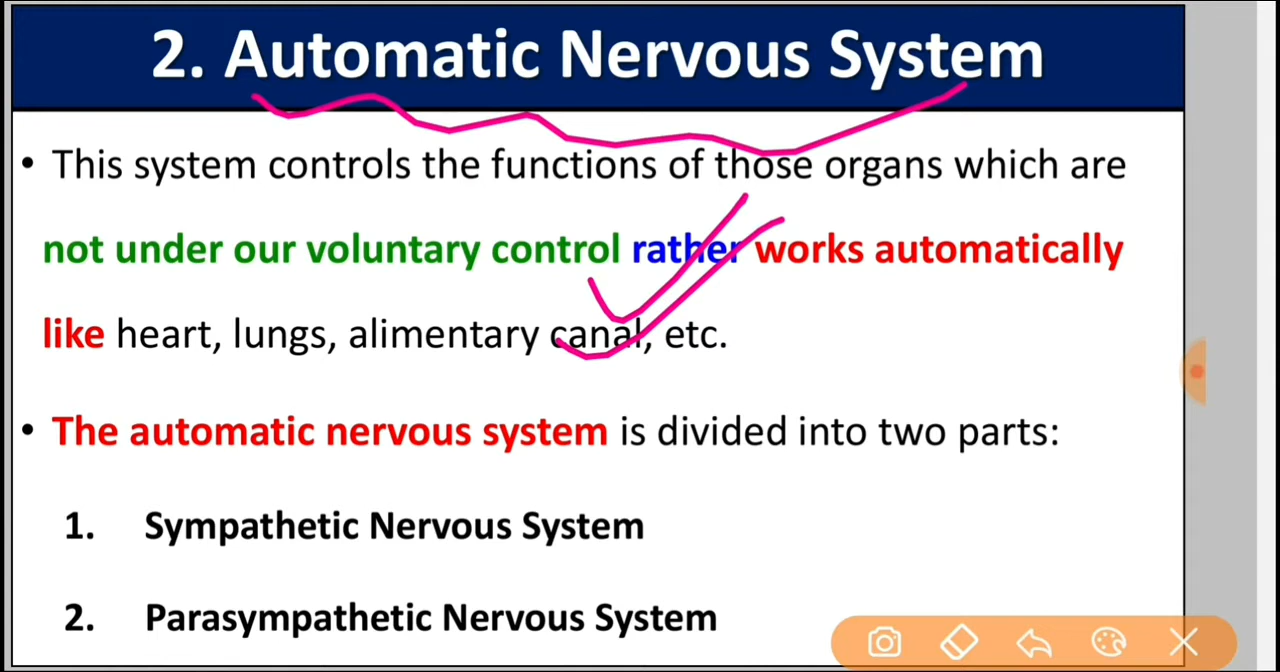 2. Automatic Nervous System
• This system controls the functions of those organs which are
not under our voluntary control rather works automatically
like heart, lungs, alimentary canal, etc.
• The automatic nervous system is divided into two parts:
1. Sympathetic Nervous System
2. Parasympathetic Nervous System